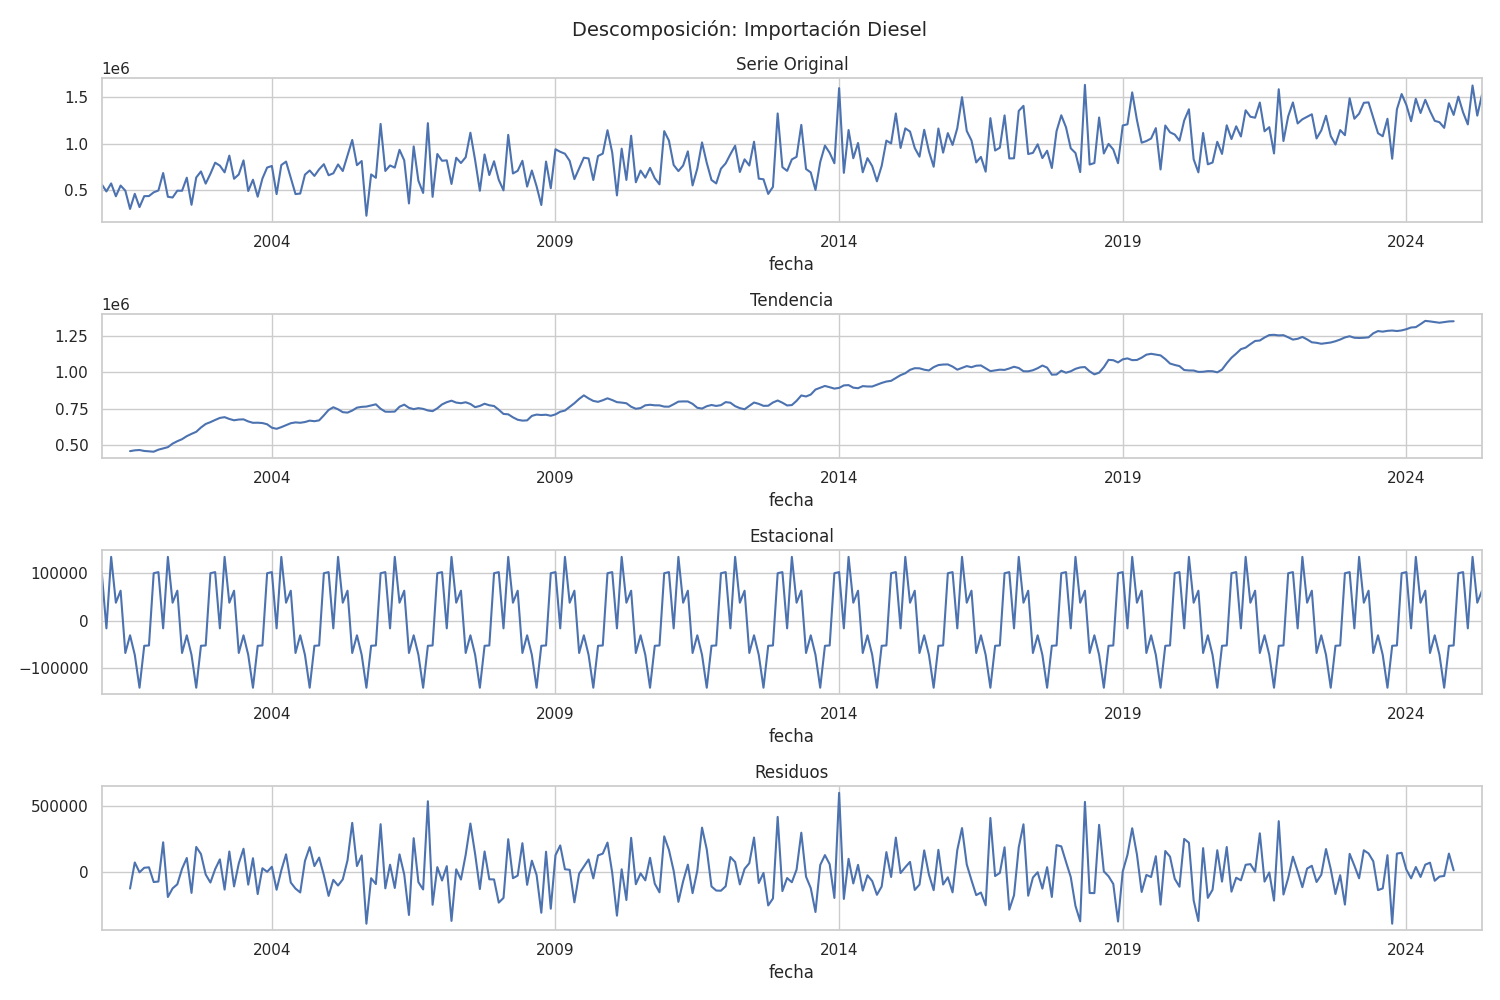 Descomposición: Importación Diesel
Serie Original
1e6
1.5
1.0
0.5
2004 2009 2014 2019 2024
fecha
Tendencia
1e6
1.25
1.00
0.75
0.50
2004 2009 2014 2019 2024
fecha
Estacional
100000
0
−100000
2004 2009 2014 2019 2024
fecha
Residuos
500000
0
2004 2009 2014 2019 2024
fecha